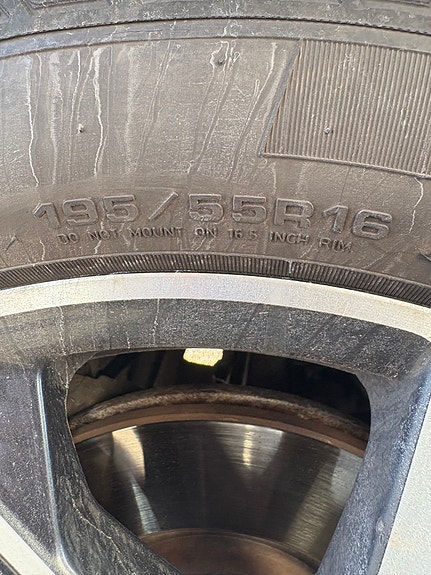 195/55R16
DO NOT MOUNT ON 16.5 INCH RIM